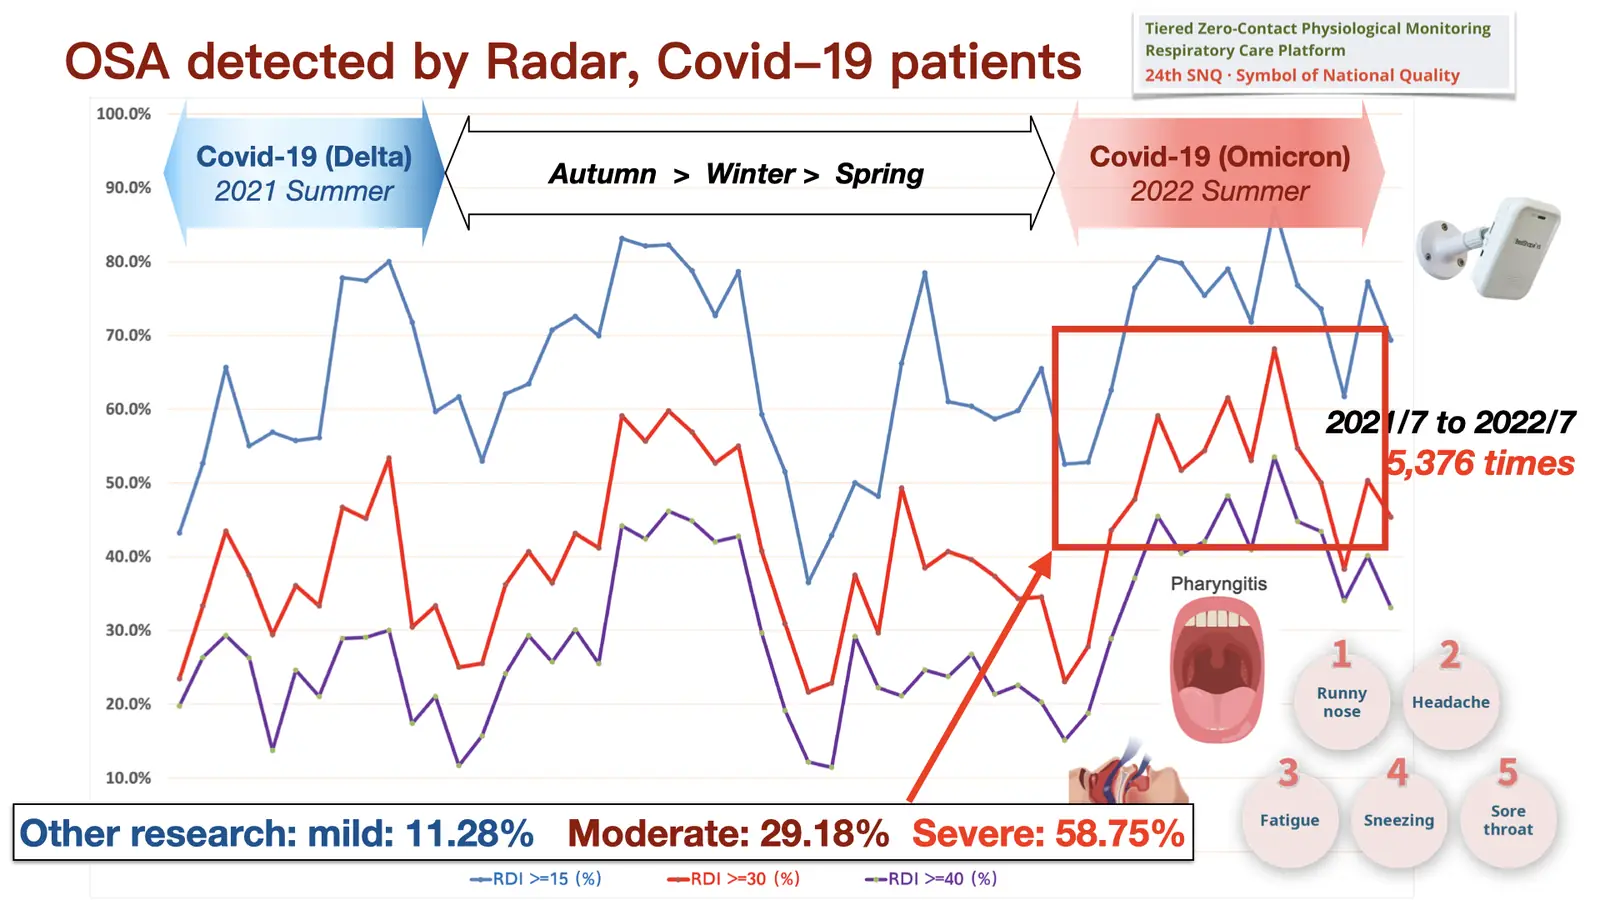 OSA detected by Radar, Covid–19 patients
Tiered Zero-Contact Physiological Monitoring
Respiratory Care Platform
24th SNQ · Symbol of National Quality
100.0%
90.0%
80.0%
70.0%
60.0%
50.0%
40.0%
30.0%
20.0%
10.0%
Covid-19 (Delta)
2021 Summer
Autumn > Winter > Spring
Covid-19 (Omicron)
2022 Summer
2021/7 to 2022/7
5,376 times
Pharyngitis
1
Runny
nose
2
Headache
3
Fatigue
4
Sneezing
5
Sore
throat
Other research: mild: 11.28% Moderate: 29.18% Severe: 58.75%
RDI >=15 (%)
RDI >=30 (%)
RDI >=40 (%)